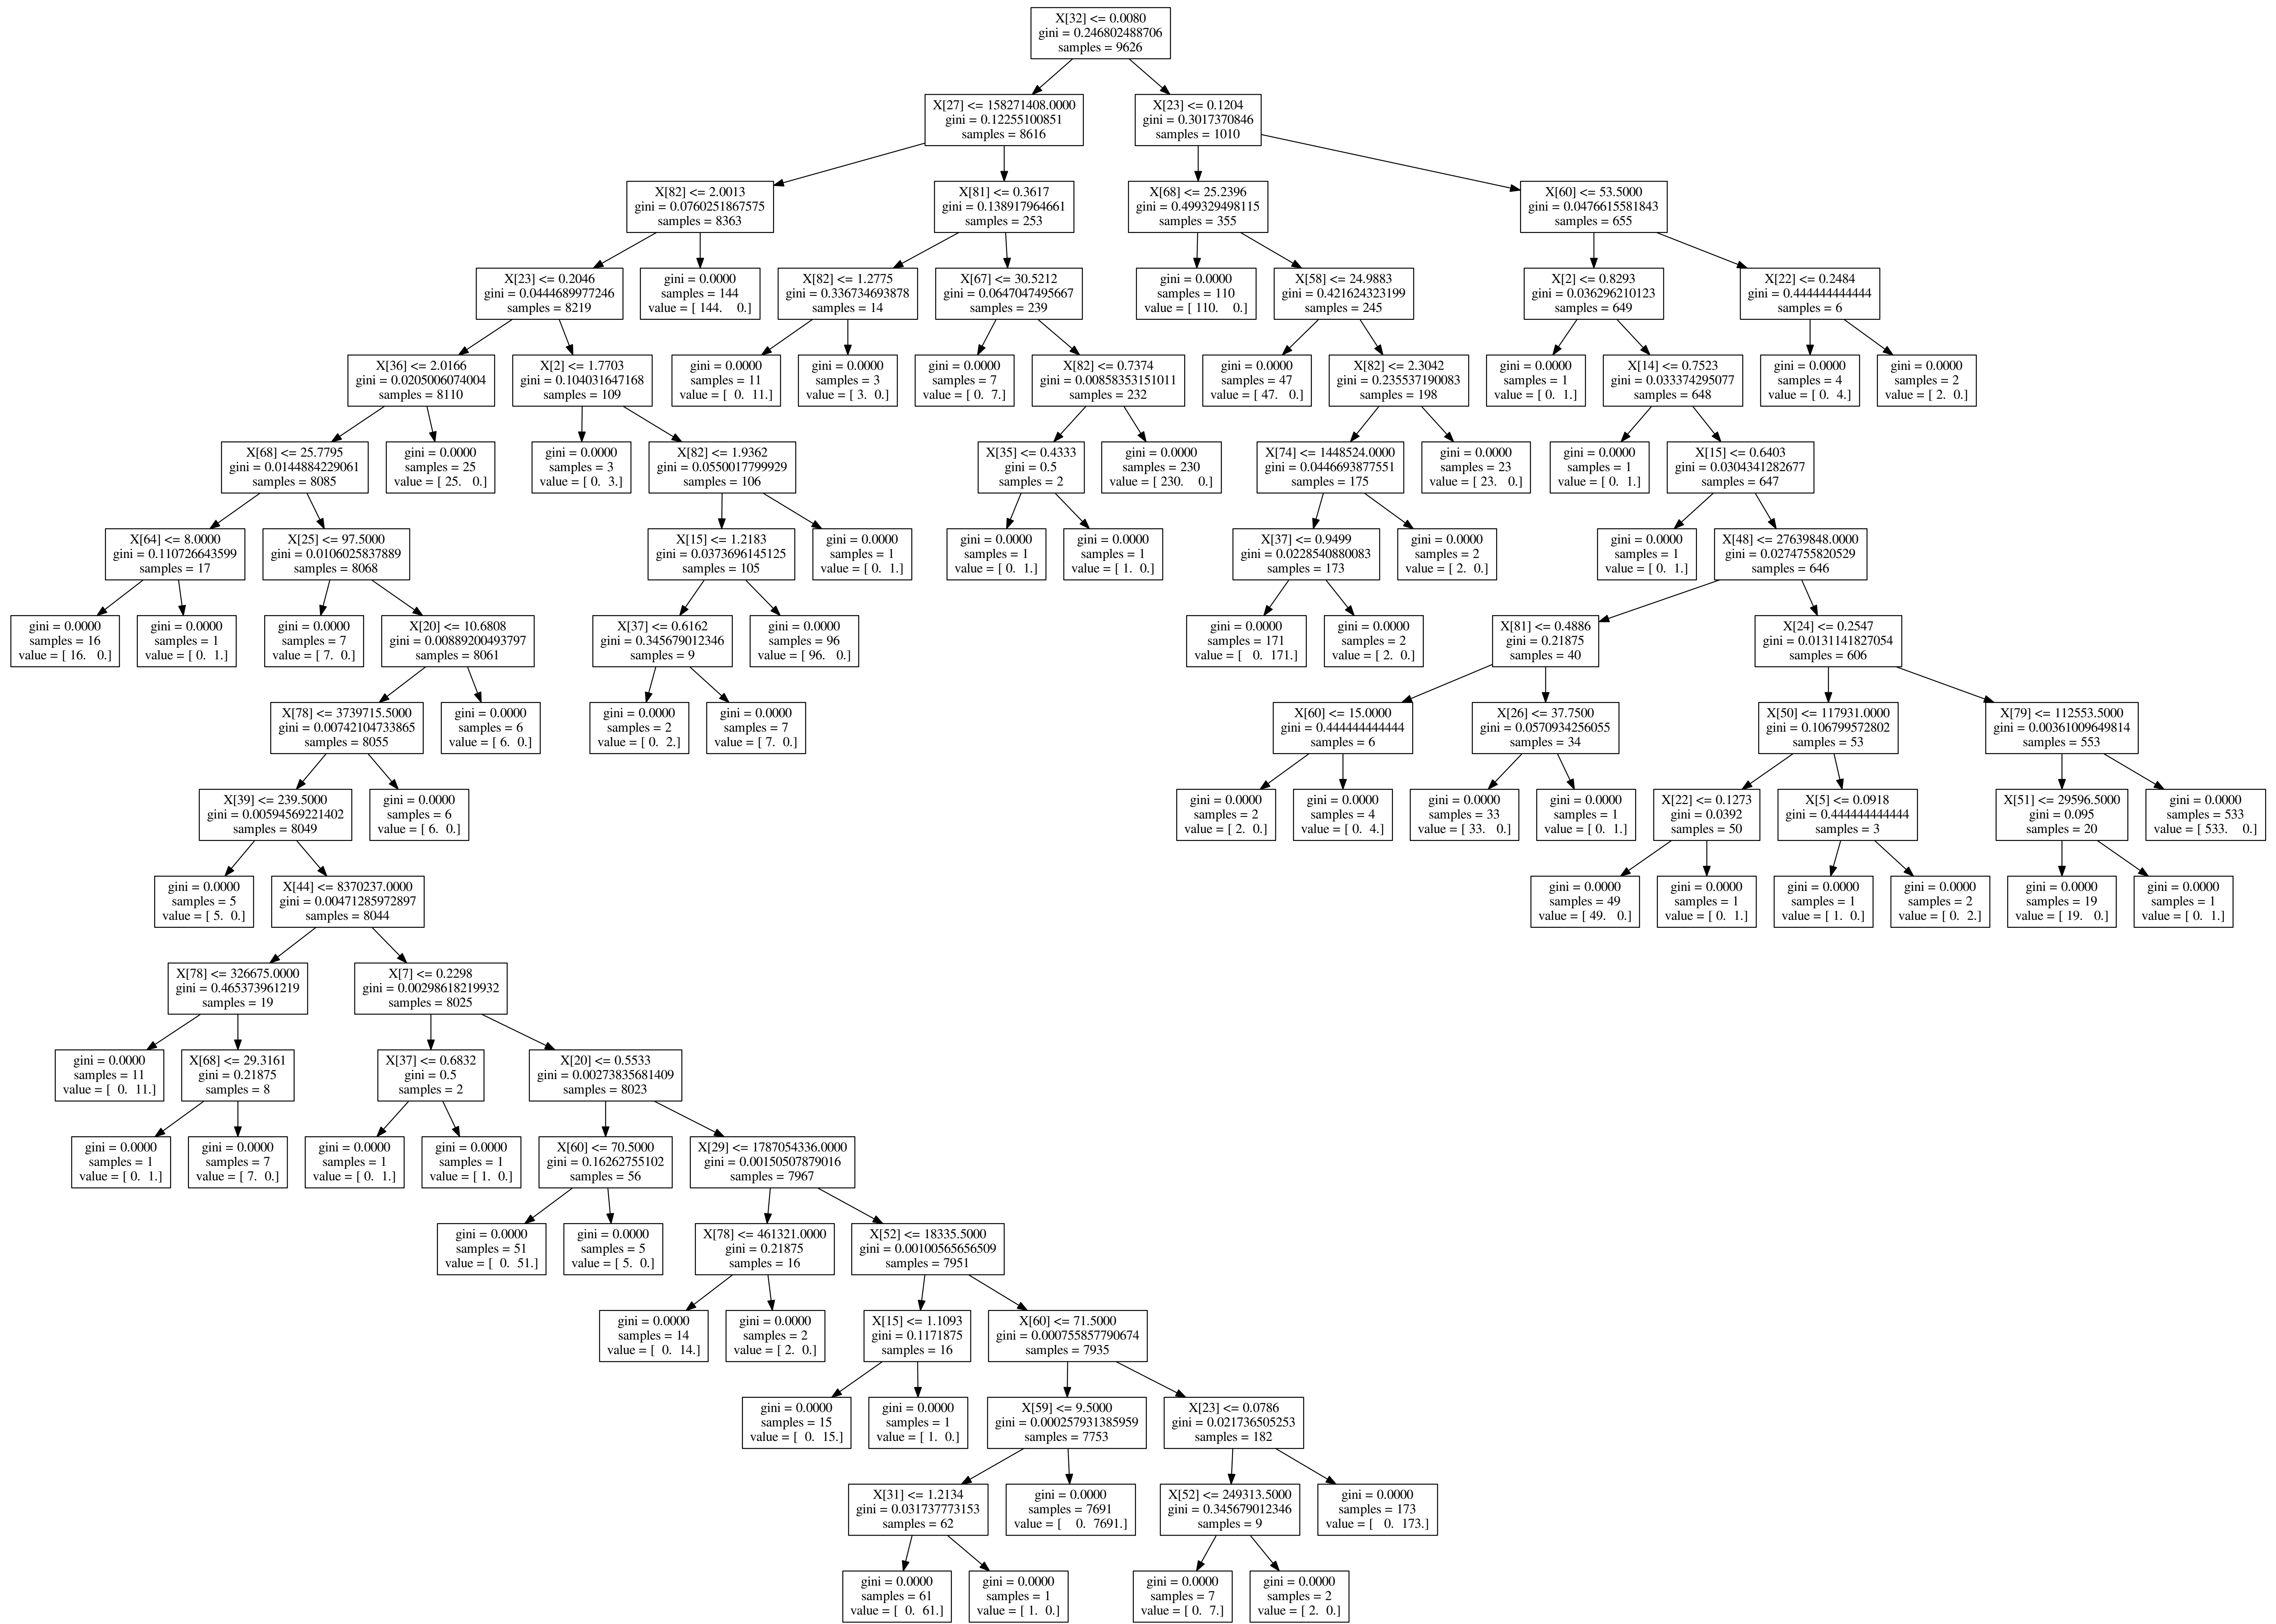 X[32] <= 0.0080
gini = 0.246802488706
samples = 9626
X[27] <= 158271408.0000
gini = 0.12255100851
samples = 8616
X[23] <= 0.1204
gini = 0.3017370846
samples = 1010
X[82] <= 2.0013
gini = 0.0760251867575
samples = 8363
X[81] <= 0.3617
gini = 0.138917964661
samples = 253
X[68] <= 25.2396
gini = 0.499329498115
samples = 355
X[60] <= 53.5000
gini = 0.0476615581843
samples = 655
X[23] <= 0.2046
gini = 0.0444689977246
samples = 8219
gini = 0.0000
samples = 144
value = [ 144. 0.]
X[82] <= 1.2775
gini = 0.336734693878
samples = 14
X[67] <= 30.5212
gini = 0.0647047495667
samples = 239
gini = 0.0000
samples = 110
value = [ 110. 0.]
X[58] <= 24.9883
gini = 0.421624323199
samples = 245
X[2] <= 0.8293
gini = 0.036296210123
samples = 649
X[22] <= 0.2484
gini = 0.444444444444
samples = 6
X[36] <= 2.0166
gini = 0.0205006074004
samples = 8110
X[2] <= 1.7703
gini = 0.104031647168
samples = 109
gini = 0.0000
samples = 11
value = [ 0. 11.]
gini = 0.0000
samples = 3
value = [ 3. 0.]
gini = 0.0000
samples = 7
value = [ 0. 7.]
X[82] <= 0.7374
gini = 0.00858353151011
samples = 232
gini = 0.0000
samples = 47
value = [ 47. 0.]
X[82] <= 2.3042
gini = 0.235537190083
samples = 198
gini = 0.0000
samples = 1
value = [ 0. 1.]
X[14] <= 0.7523
gini = 0.033374295077
samples = 648
gini = 0.0000
samples = 4
value = [ 0. 4.]
gini = 0.0000
samples = 2
value = [ 2. 0.]
X[68] <= 25.7795
gini = 0.0144884229061
samples = 8085
gini = 0.0000
samples = 25
value = [ 25. 0.]
gini = 0.0000
samples = 3
value = [ 0. 3.]
X[82] <= 1.9362
gini = 0.0550017799929
samples = 106
X[35] <= 0.4333
gini = 0.5
samples = 2
gini = 0.0000
samples = 230
value = [ 230. 0.]
X[74] <= 1448524.0000
gini = 0.0446693877551
samples = 175
gini = 0.0000
samples = 23
value = [ 23. 0.]
gini = 0.0000
samples = 1
value = [ 0. 1.]
X[15] <= 0.6403
gini = 0.0304341282677
samples = 647
X[64] <= 8.0000
gini = 0.110726643599
samples = 17
X[25] <= 97.5000
gini = 0.0106025837889
samples = 8068
X[15] <= 1.2183
gini = 0.0373696145125
samples = 105
gini = 0.0000
samples = 1
value = [ 0. 1.]
gini = 0.0000
samples = 1
value = [ 0. 1.]
gini = 0.0000
samples = 1
value = [ 1. 0.]
X[37] <= 0.9499
gini = 0.0228540880083
samples = 173
gini = 0.0000
samples = 2
value = [ 2. 0.]
gini = 0.0000
samples = 1
value = [ 0. 1.]
X[48] <= 27639848.0000
gini = 0.0274755820529
samples = 646
gini = 0.0000
samples = 16
value = [ 16. 0.]
gini = 0.0000
samples = 1
value = [ 0. 1.]
gini = 0.0000
samples = 7
value = [ 7. 0.]
X[20] <= 10.6808
gini = 0.00889200493797
samples = 8061
X[37] <= 0.6162
gini = 0.345679012346
samples = 9
gini = 0.0000
samples = 96
value = [ 96. 0.]
gini = 0.0000
samples = 171
value = [ 0. 171.]
gini = 0.0000
samples = 2
value = [ 2. 0.]
X[81] <= 0.4886
gini = 0.21875
samples = 40
X[24] <= 0.2547
gini = 0.0131141827054
samples = 606
X[78] <= 3739715.5000
gini = 0.00742104733865
samples = 8055
gini = 0.0000
samples = 6
value = [ 6. 0.]
gini = 0.0000
samples = 2
value = [ 0. 2.]
gini = 0.0000
samples = 7
value = [ 7. 0.]
X[60] <= 15.0000
gini = 0.444444444444
samples = 6
X[26] <= 37.7500
gini = 0.0570934256055
samples = 34
X[50] <= 117931.0000
gini = 0.106799572802
samples = 53
X[79] <= 112553.5000
gini = 0.00361009649814
samples = 553
X[39] <= 239.5000
gini = 0.00594569221402
samples = 8049
gini = 0.0000
samples = 6
value = [ 6. 0.]
gini = 0.0000
samples = 2
value = [ 2. 0.]
gini = 0.0000
samples = 4
value = [ 0. 4.]
gini = 0.0000
samples = 33
value = [ 33. 0.]
gini = 0.0000
samples = 1
value = [ 0. 1.]
X[22] <= 0.1273
gini = 0.0392
samples = 50
X[5] <= 0.0918
gini = 0.444444444444
samples = 3
X[51] <= 29596.5000
gini = 0.095
samples = 20
gini = 0.0000
samples = 533
value = [ 533. 0.]
gini = 0.0000
samples = 5
value = [ 5. 0.]
X[44] <= 8370237.0000
gini = 0.00471285972897
samples = 8044
gini = 0.0000
samples = 49
value = [ 49. 0.]
gini = 0.0000
samples = 1
value = [ 0. 1.]
gini = 0.0000
samples = 1
value = [ 1. 0.]
gini = 0.0000
samples = 2
value = [ 0. 2.]
gini = 0.0000
samples = 19
value = [ 19. 0.]
gini = 0.0000
samples = 1
value = [ 0. 1.]
X[78] <= 326675.0000
gini = 0.465373961219
samples = 19
X[7] <= 0.2298
gini = 0.00298618219932
samples = 8025
gini = 0.0000
samples = 11
value = [ 0. 11.]
X[68] <= 29.3161
gini = 0.21875
samples = 8
X[37] <= 0.6832
gini = 0.5
samples = 2
X[20] <= 0.5533
gini = 0.00273835681409
samples = 8023
gini = 0.0000
samples = 1
value = [ 0. 1.]
gini = 0.0000
samples = 7
value = [ 7. 0.]
gini = 0.0000
samples = 1
value = [ 0. 1.]
gini = 0.0000
samples = 1
value = [ 1. 0.]
X[60] <= 70.5000
gini = 0.16262755102
samples = 56
X[29] <= 1787054336.0000
gini = 0.00150507879016
samples = 7967
gini = 0.0000
samples = 51
value = [ 0. 51.]
gini = 0.0000
samples = 5
value = [ 5. 0.]
X[78] <= 461321.0000
gini = 0.21875
samples = 16
X[52] <= 18335.5000
gini = 0.00100565656509
samples = 7951
gini = 0.0000
samples = 14
value = [ 0. 14.]
gini = 0.0000
samples = 2
value = [ 2. 0.]
X[15] <= 1.1093
gini = 0.1171875
samples = 16
X[60] <= 71.5000
gini = 0.000755857790674
samples = 7935
gini = 0.0000
samples = 15
value = [ 0. 15.]
gini = 0.0000
samples = 1
value = [ 1. 0.]
X[59] <= 9.5000
gini = 0.000257931385959
samples = 7753
X[23] <= 0.0786
gini = 0.021736505253
samples = 182
X[31] <= 1.2134
gini = 0.031737773153
samples = 62
gini = 0.0000
samples = 7691
value = [ 0. 7691.]
X[52] <= 249313.5000
gini = 0.345679012346
samples = 9
gini = 0.0000
samples = 173
value = [ 0. 173.]
gini = 0.0000
samples = 61
value = [ 0. 61.]
gini = 0.0000
samples = 1
value = [ 1. 0.]
gini = 0.0000
samples = 7
value = [ 0. 7.]
gini = 0.0000
samples = 2
value = [ 2. 0.]